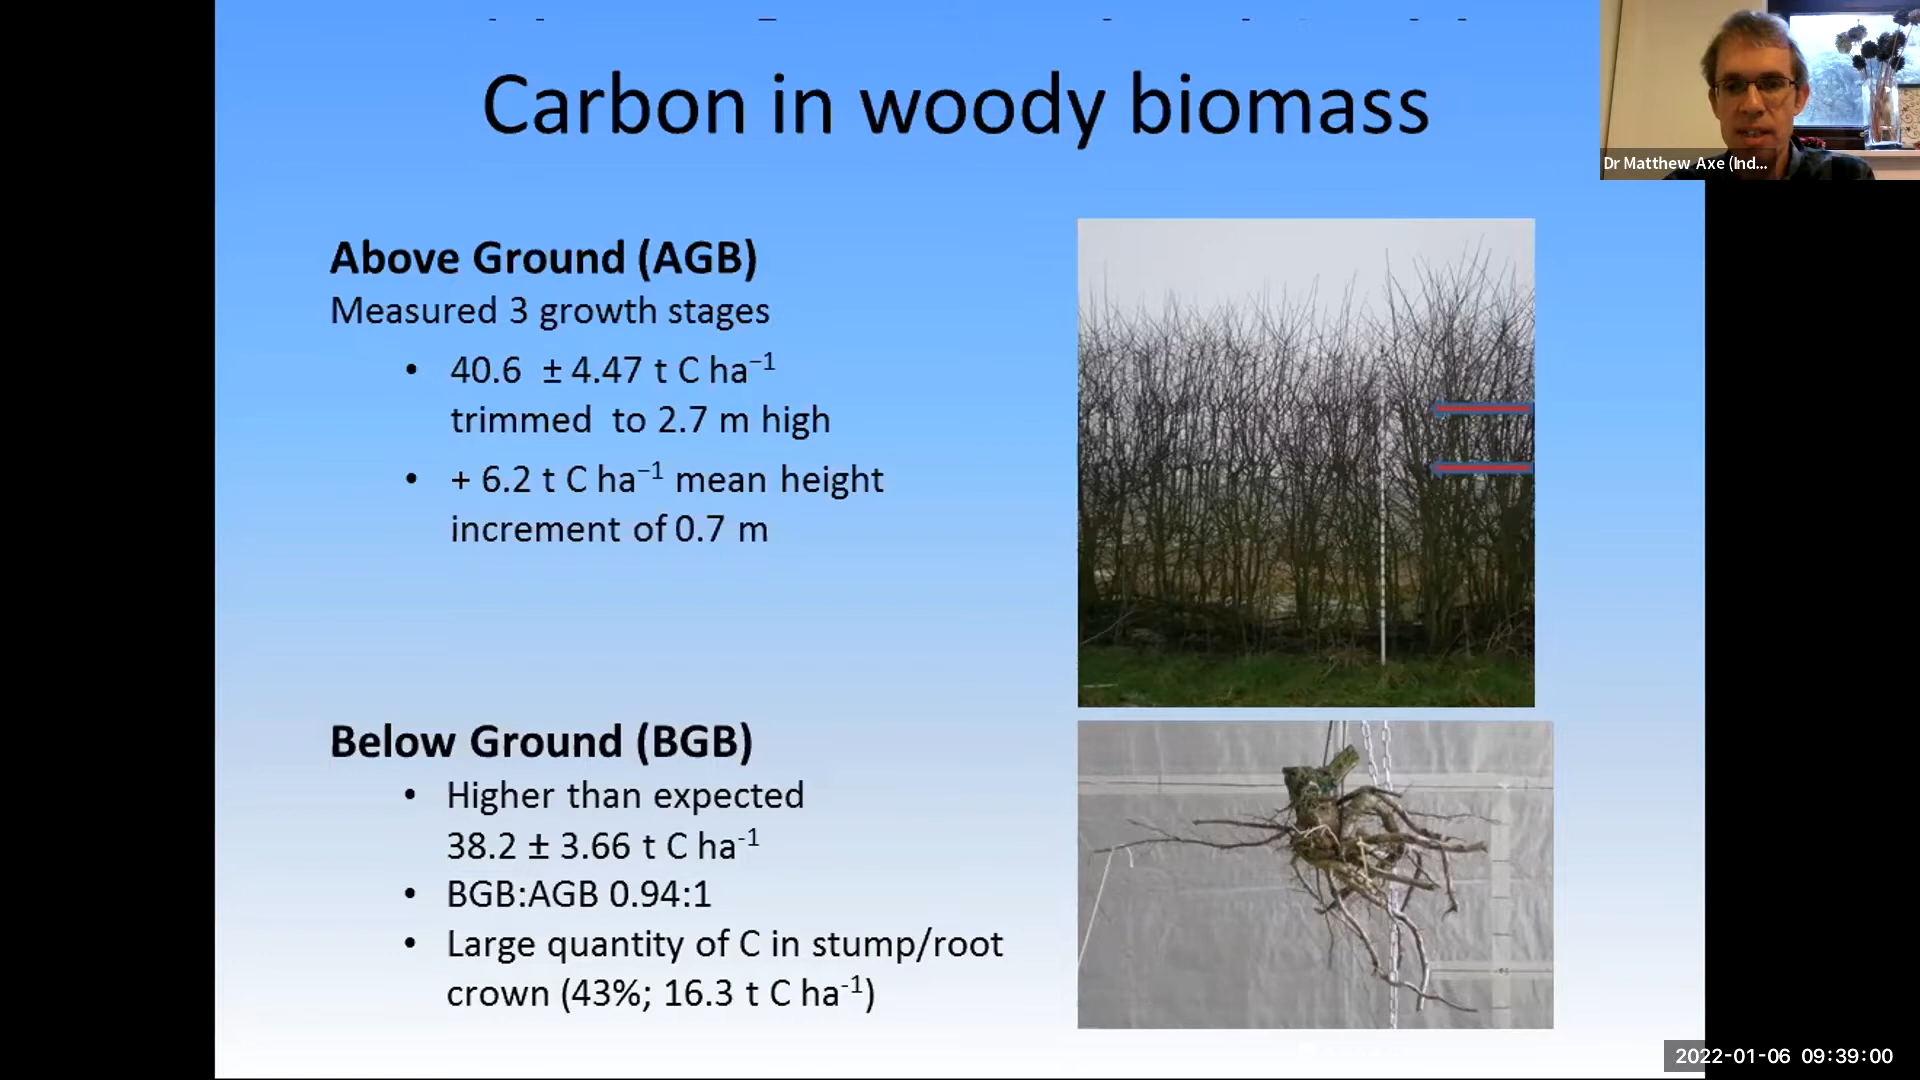 Carbon in woody biomass
Dr Matthew Axe (Ind...
Above Ground (AGB)
Measured 3 growth stages
• 40.6 ± 4.47 t C ha⁻¹
trimmed to 2.7 m high
• + 6.2 t C ha⁻¹ mean height
increment of 0.7 m
Below Ground (BGB)
• Higher than expected
38.2 ± 3.66 t C ha⁻¹
• BGB:AGB 0.94:1
• Large quantity of C in stump/root
crown (43%; 16.3 t C ha⁻¹)
2022-01-06 09:39:00